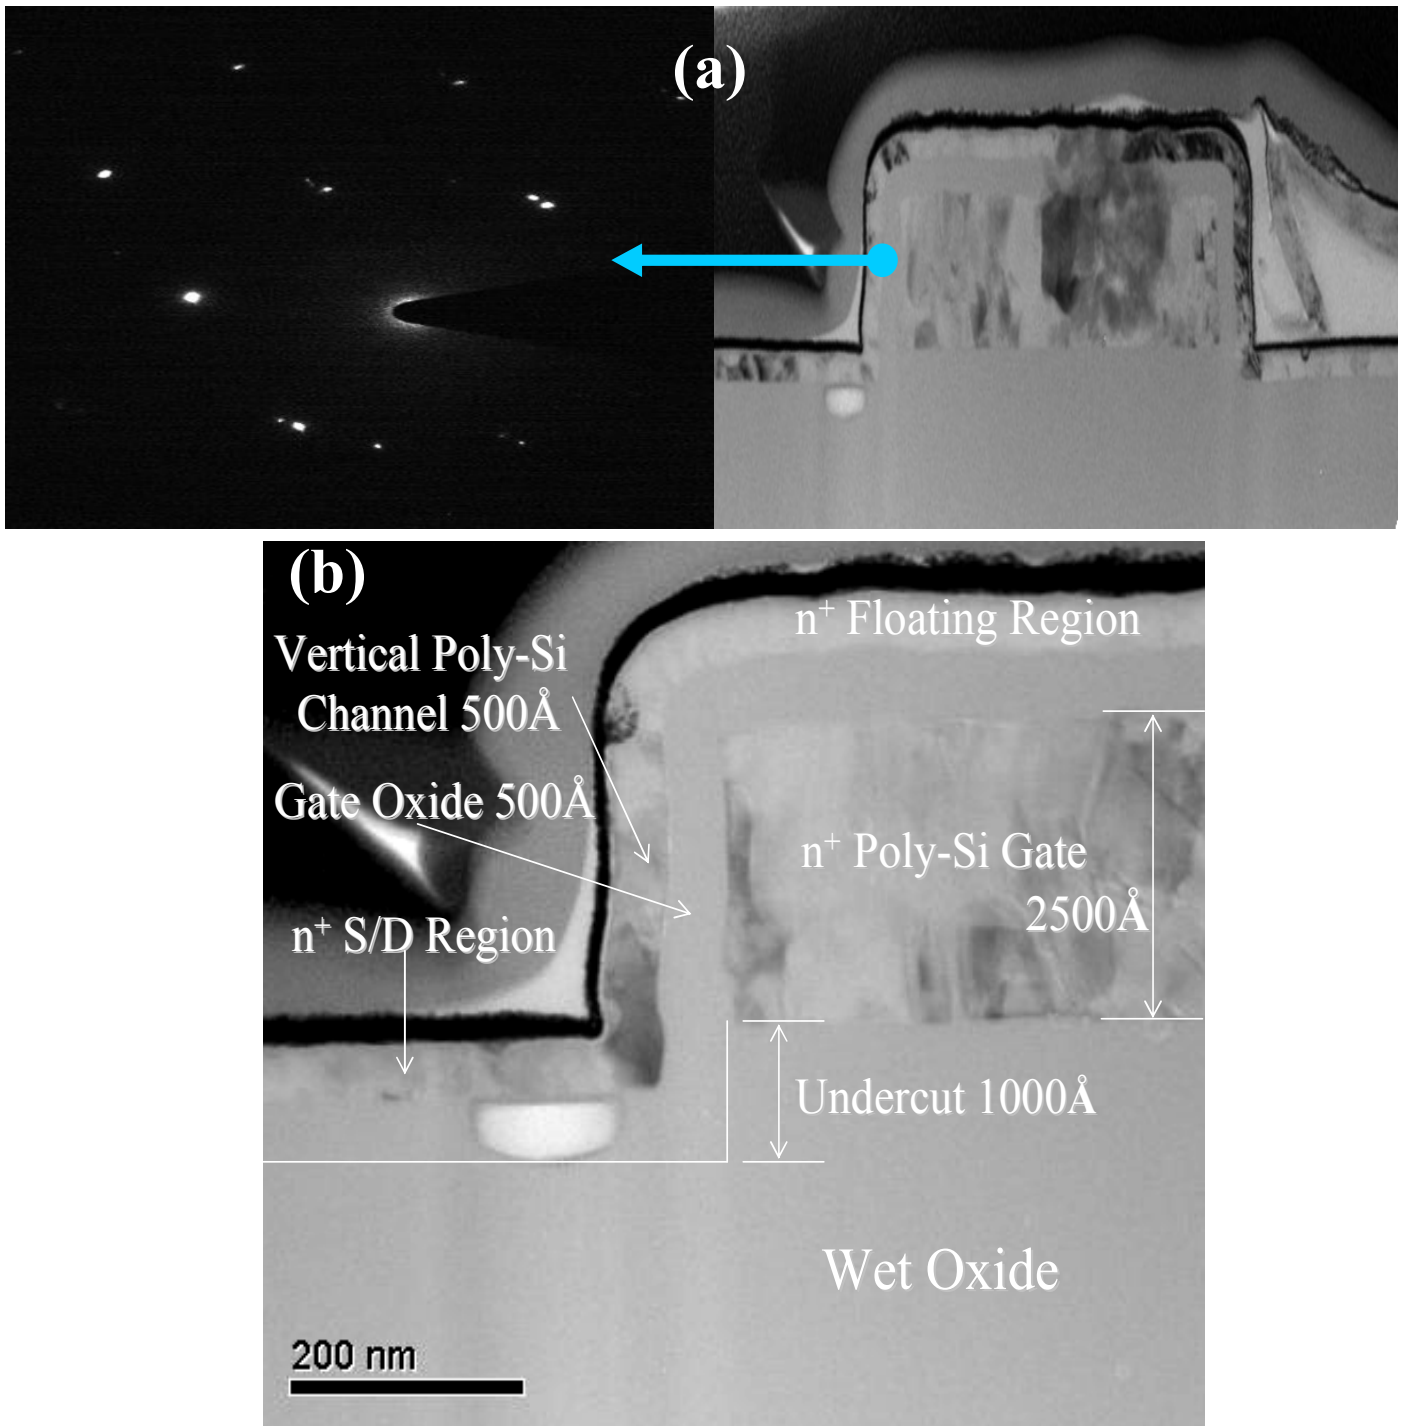 (a)
(b)
n⁺ Floating Region
Vertical Poly-Si
Channel 500Å
Gate Oxide 500Å
n⁺ Poly-Si Gate
2500Å
n⁺ S/D Region
Undercut 1000Å
Wet Oxide
200 nm